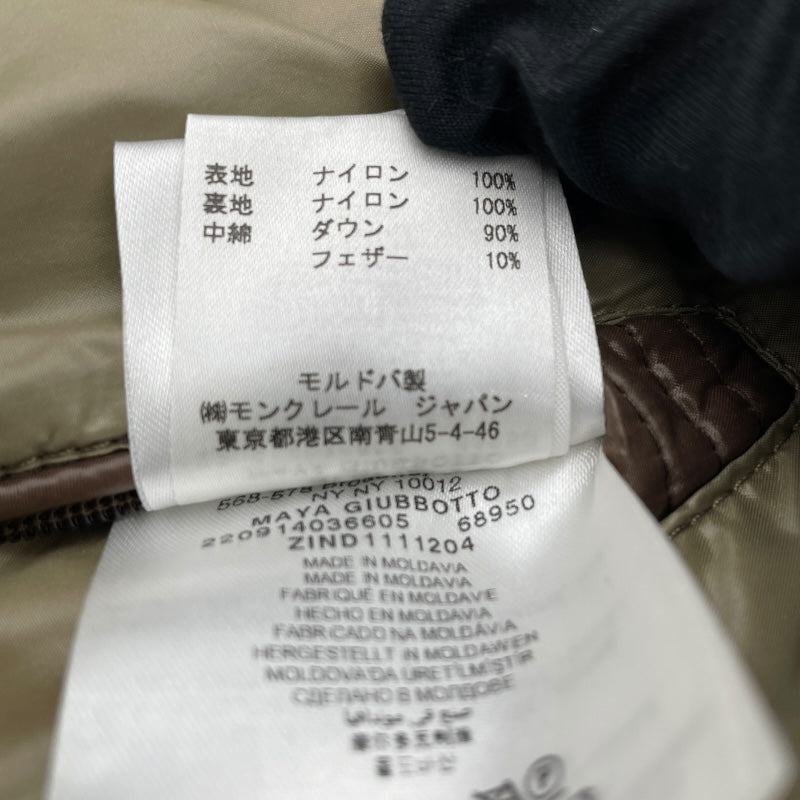 表地 ナイロン 100%
裏地 ナイロン 100%
中綿 ダウン 90%
フェザー 10%
モルドバ製
㈱モンクレール ジャパン
東京都港区南青山5-4-46
NY NY 10012
MAYA GIUBBOTTO
220914036605 68950
ZIND1111204
MADE IN MOLDAVIA
MADE IN MOLDAVIA
FABRIQUÉ EN MOLDAVIE
HECHO EN MOLDAVIA
FABRICADO NA MOLDÁVIA
HERGESTELLT IN MOLDAWIEN
MOLDOVA'DA ÜRETİLMİŞTİR
СДЕЛАНО В МОЛДОВЕ